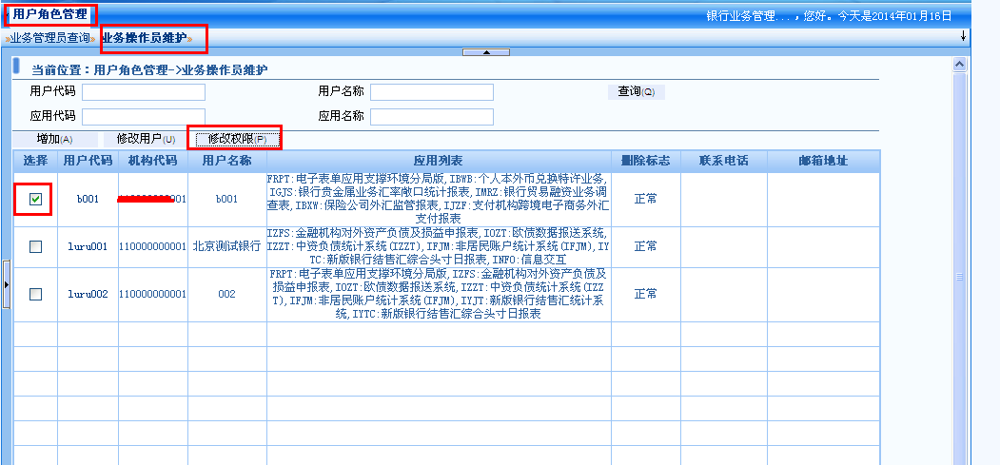 用户角色管理
银行业务管理...，您好。今天是2014年01月16日
»业务管理员查询» 业务操作员维护»
当前位置：用户角色管理->业务操作员维护
用户代码 用户名称 查询(Q)
应用代码 应用名称
增加(A) 修改用户(U) 修改权限(P)
选择 用户代码 机构代码 用户名称 应用列表 删除标志 联系电话 邮箱地址
FRPT:电子表单应用支撑环境分局版,IBWB:个人本外币兑换特许业务,
IGJS:银行贵金属业务汇率敞口统计报表,IMRZ:银行贸易融资业务调
b001 001 b001 查表,IBXW:保险公司外汇监管报表,IJZF:支付机构跨境电子商务外汇 正常
支付报表
IZFS:金融机构对外资产负债及损益申报表,IOZT:欧债数据报送系统,
luru001 110000000001 北京测试银行 IZZT:中资负债统计系统(IZZT),IFJM:非居民账户统计系统(IFJM),IY 正常
TC:新版银行结售汇综合头寸日报表,INFO:信息交互
FRPT:电子表单应用支撑环境分局版,IZFS:金融机构对外资产负债及
损益申报表,IOZT:欧债数据报送系统,IZZT:中资负债统计系统(IZZ
luru002 110000000001 002 T),IFJM:非居民账户统计系统(IFJM),IYJT:新版银行结售汇统计系 正常
统,IYTC:新版银行结售汇综合头寸日报表